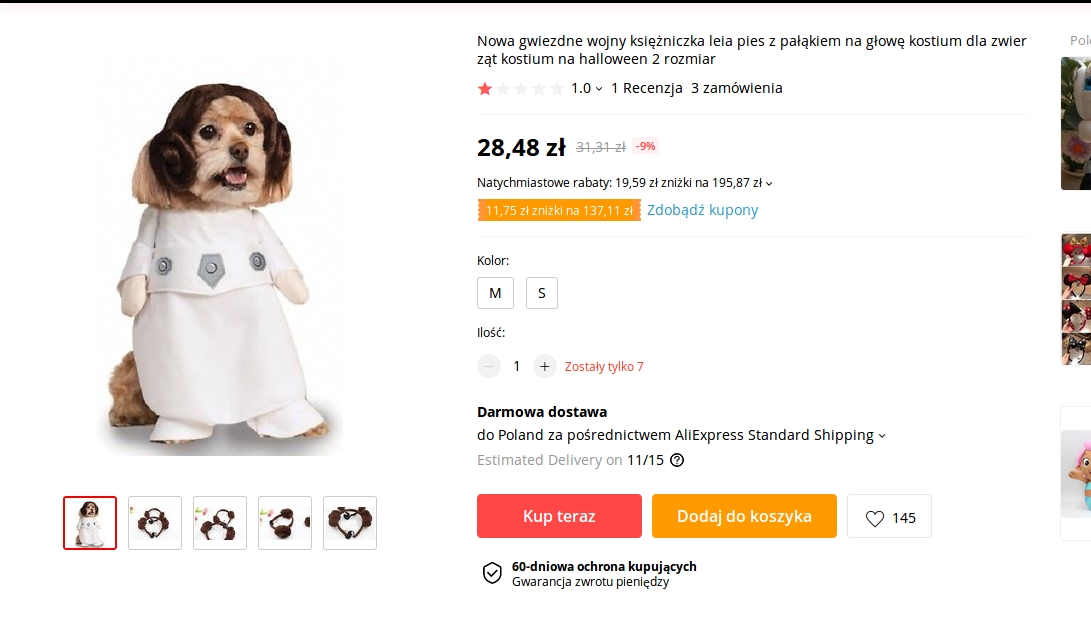 Nowa gwiezdne wojny księżniczka leia pies z pałąkiem na głowę kostium dla zwier
ząt kostium na halloween 2 rozmiar
1.0 1 Recenzja 3 zamówienia
28,48 zł 31,31 zł -9%
Natychmiastowe rabaty: 19,59 zł zniżki na 195,87 zł
11,75 zł zniżki na 137,11 zł Zdobądź kupony
Kolor:
M S
Ilość:
1 + Zostały tylko 7
Darmowa dostawa
do Poland za pośrednictwem AliExpress Standard Shipping
Estimated Delivery on 11/15
Kup teraz Dodaj do koszyka 145
60-dniowa ochrona kupujących
Gwarancja zwrotu pieniędzy